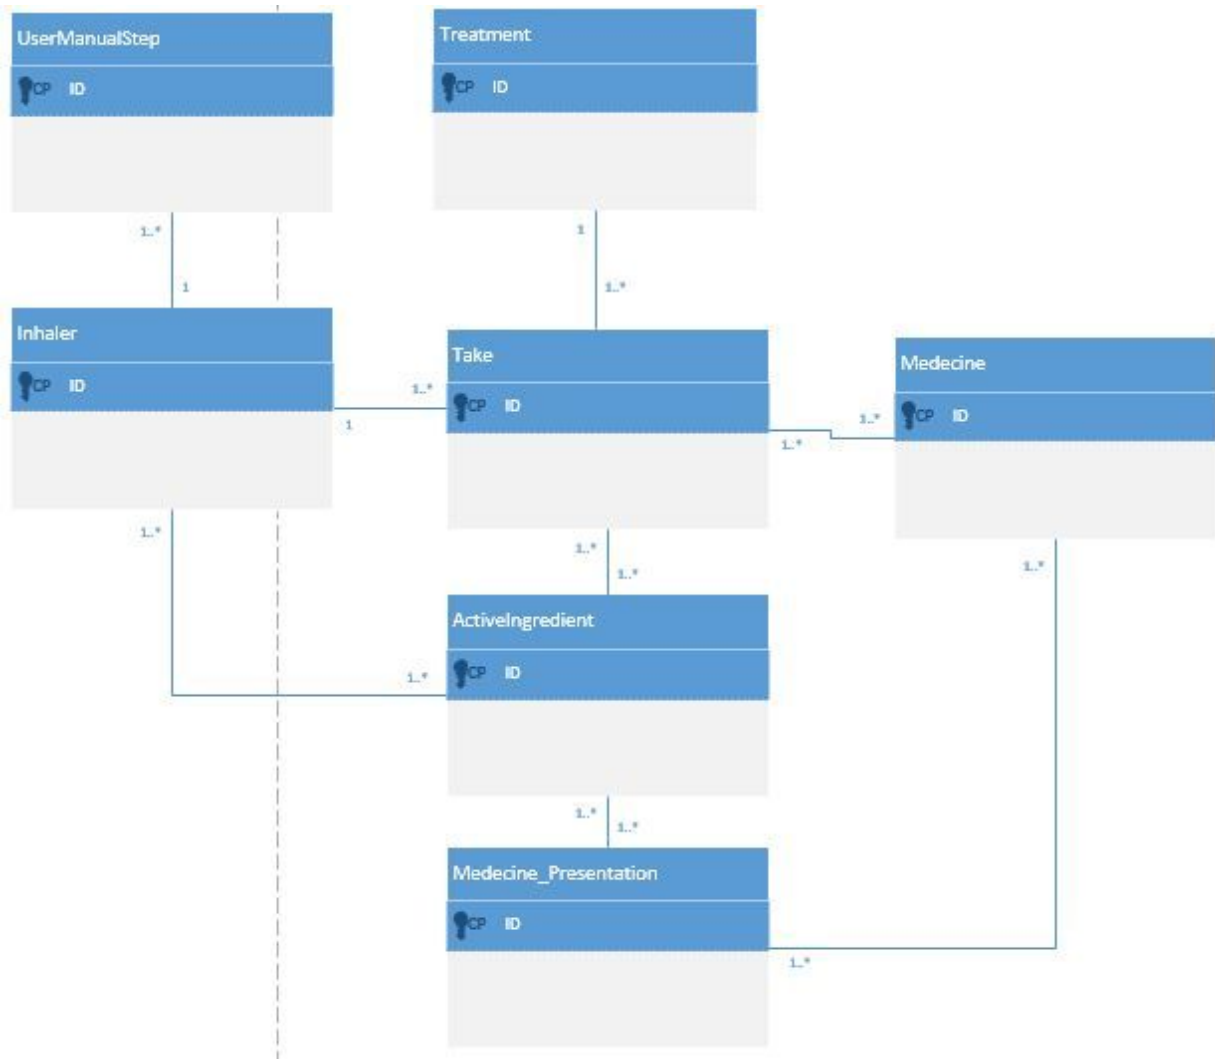 UserManualStep
CP ID
Treatment
CP ID
1..*
1
1
1..*
Inhaler
CP ID
Take
CP ID
Medecine
CP ID
1..*
1
1..*
1..*
1..*
1..*
1..*
1..*
ActiveIngredient
CP ID
1..*
1..*
1..*
Medecine_Presentation
CP ID
1..*